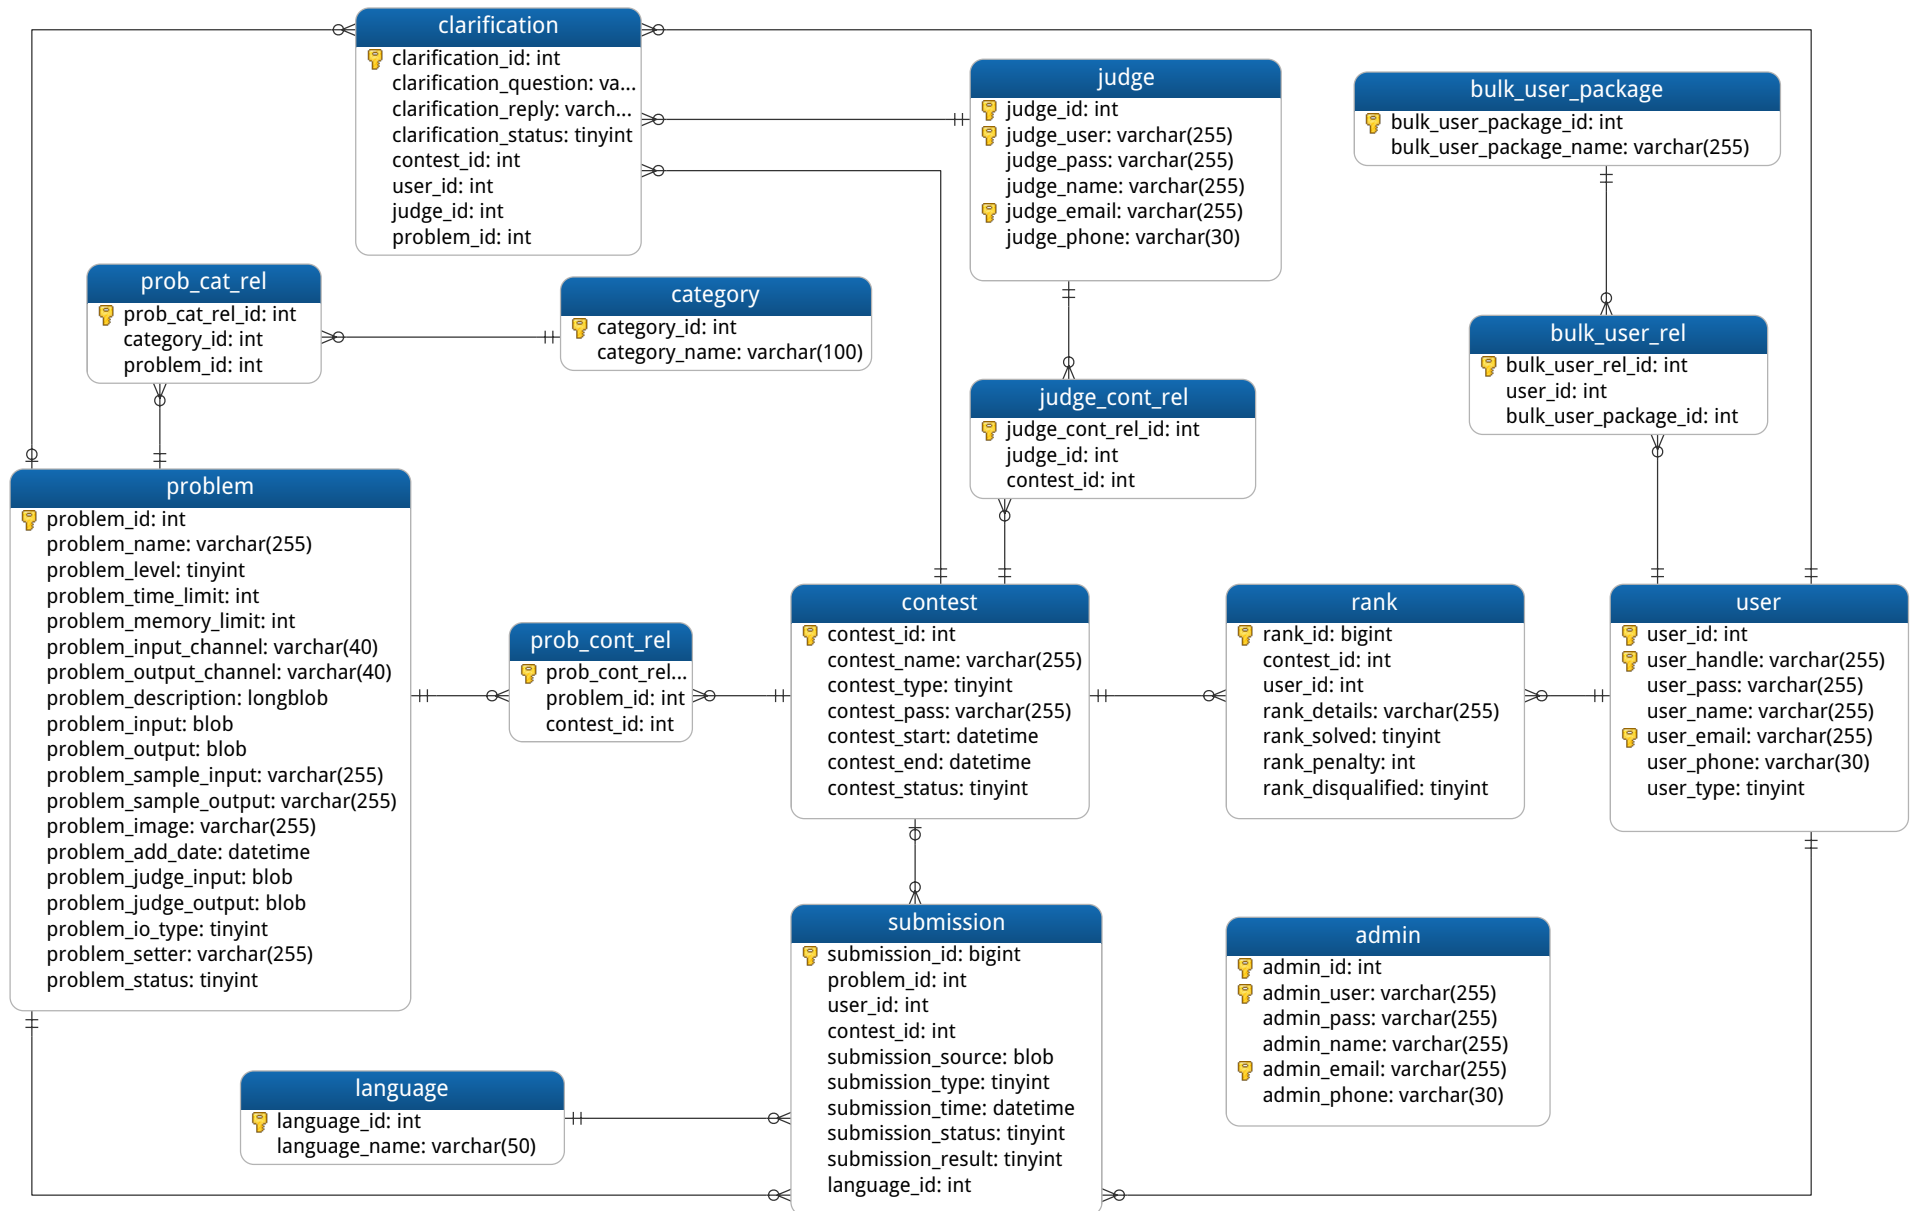 clarification
clarification_id: int
clarification_question: va...
clarification_reply: varch...
clarification_status: tinyint
contest_id: int
user_id: int
judge_id: int
problem_id: int
judge
judge_id: int
judge_user: varchar(255)
judge_pass: varchar(255)
judge_name: varchar(255)
judge_email: varchar(255)
judge_phone: varchar(30)
bulk_user_package
bulk_user_package_id: int
bulk_user_package_name: varchar(255)
prob_cat_rel
prob_cat_rel_id: int
category_id: int
problem_id: int
category
category_id: int
category_name: varchar(100)
bulk_user_rel
bulk_user_rel_id: int
user_id: int
bulk_user_package_id: int
judge_cont_rel
judge_cont_rel_id: int
judge_id: int
contest_id: int
problem
problem_id: int
problem_name: varchar(255)
problem_level: tinyint
problem_time_limit: int
problem_memory_limit: int
problem_input_channel: varchar(40)
problem_output_channel: varchar(40)
problem_description: longblob
problem_input: blob
problem_output: blob
problem_sample_input: varchar(255)
problem_sample_output: varchar(255)
problem_image: varchar(255)
problem_add_date: datetime
problem_judge_input: blob
problem_judge_output: blob
problem_io_type: tinyint
problem_setter: varchar(255)
problem_status: tinyint
prob_cont_rel
prob_cont_rel...
problem_id: int
contest_id: int
contest
contest_id: int
contest_name: varchar(255)
contest_type: tinyint
contest_pass: varchar(255)
contest_start: datetime
contest_end: datetime
contest_status: tinyint
rank
rank_id: bigint
contest_id: int
user_id: int
rank_details: varchar(255)
rank_solved: tinyint
rank_penalty: int
rank_disqualified: tinyint
user
user_id: int
user_handle: varchar(255)
user_pass: varchar(255)
user_name: varchar(255)
user_email: varchar(255)
user_phone: varchar(30)
user_type: tinyint
submission
submission_id: bigint
problem_id: int
user_id: int
contest_id: int
submission_source: blob
submission_type: tinyint
submission_time: datetime
submission_status: tinyint
submission_result: tinyint
language_id: int
admin
admin_id: int
admin_user: varchar(255)
admin_pass: varchar(255)
admin_name: varchar(255)
admin_email: varchar(255)
admin_phone: varchar(30)
language
language_id: int
language_name: varchar(50)